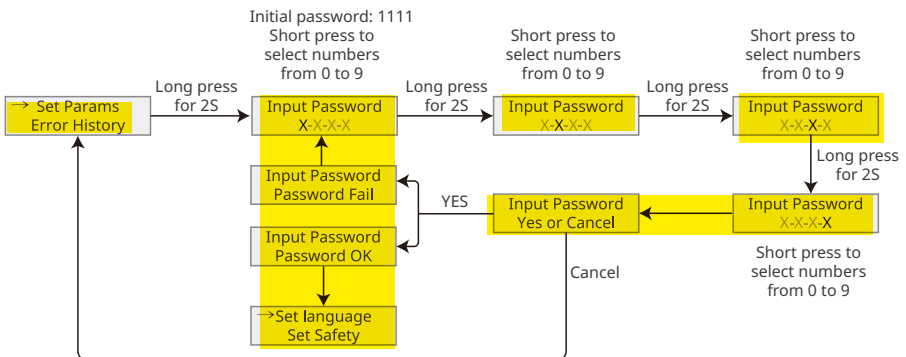 Initial password: 1111
Short press to
select numbers
from 0 to 9
Short press to
select numbers
from 0 to 9
Short press to
select numbers
from 0 to 9
→ Set Params
Error History
Long press
for 2S
Input Password
X-X-X-X
Long press
for 2S
Input Password
X-X-X-X
Long press
for 2S
Input Password
X-X-X-X
Long press
for 2S
Input Password
Password Fail
YES
Input Password
Yes or Cancel
Input Password
X-X-X-X
Input Password
Password OK
Cancel
Short press to
select numbers
from 0 to 9
→Set language
Set Safety